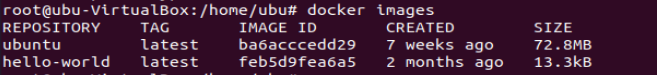 root@ubu-VirtualBox:/home/ubu# docker images
REPOSITORY TAG IMAGE ID CREATED SIZE
ubuntu latest ba6acccedd29 7 weeks ago 72.8MB
hello-world latest feb5d9fea6a5 2 months ago 13.3kB